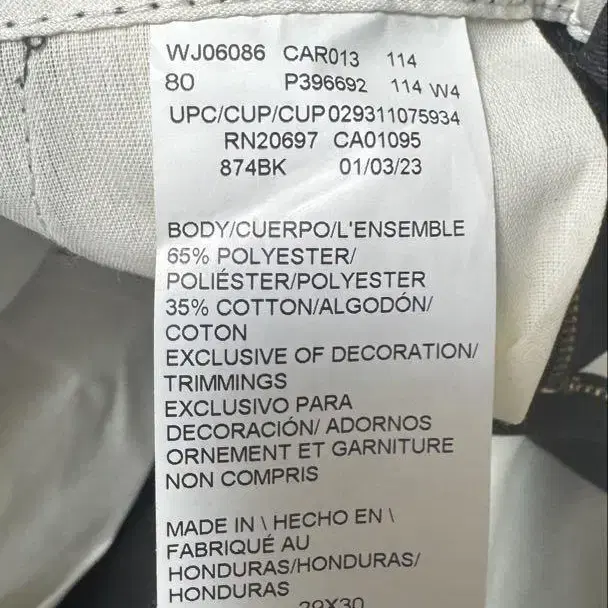 WJ06086 CAR013 114
80 P396692 114 W4
UPC/CUP/CUP029311075934
RN20697 CA01095
874BK 01/03/23
BODY/CUERPO/L'ENSEMBLE
65% POLYESTER/
POLIÉSTER/POLYESTER
35% COTTON/ALGODÓN/
COTON
EXCLUSIVE OF DECORATION/
TRIMMINGS
EXCLUSIVO PARA
DECORACIÓN/ ADORNOS
ORNEMENT ET GARNITURE
NON COMPRIS
MADE IN \ HECHO EN \
FABRIQUÉ AU
HONDURAS/HONDURAS/
HONDURAS
29X30